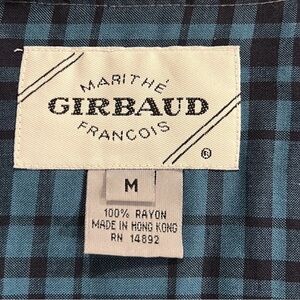 MARITHÉ
GIRBAUD
FRANCOIS
®
M
100% RAYON
MADE IN HONG KONG
RN 14892